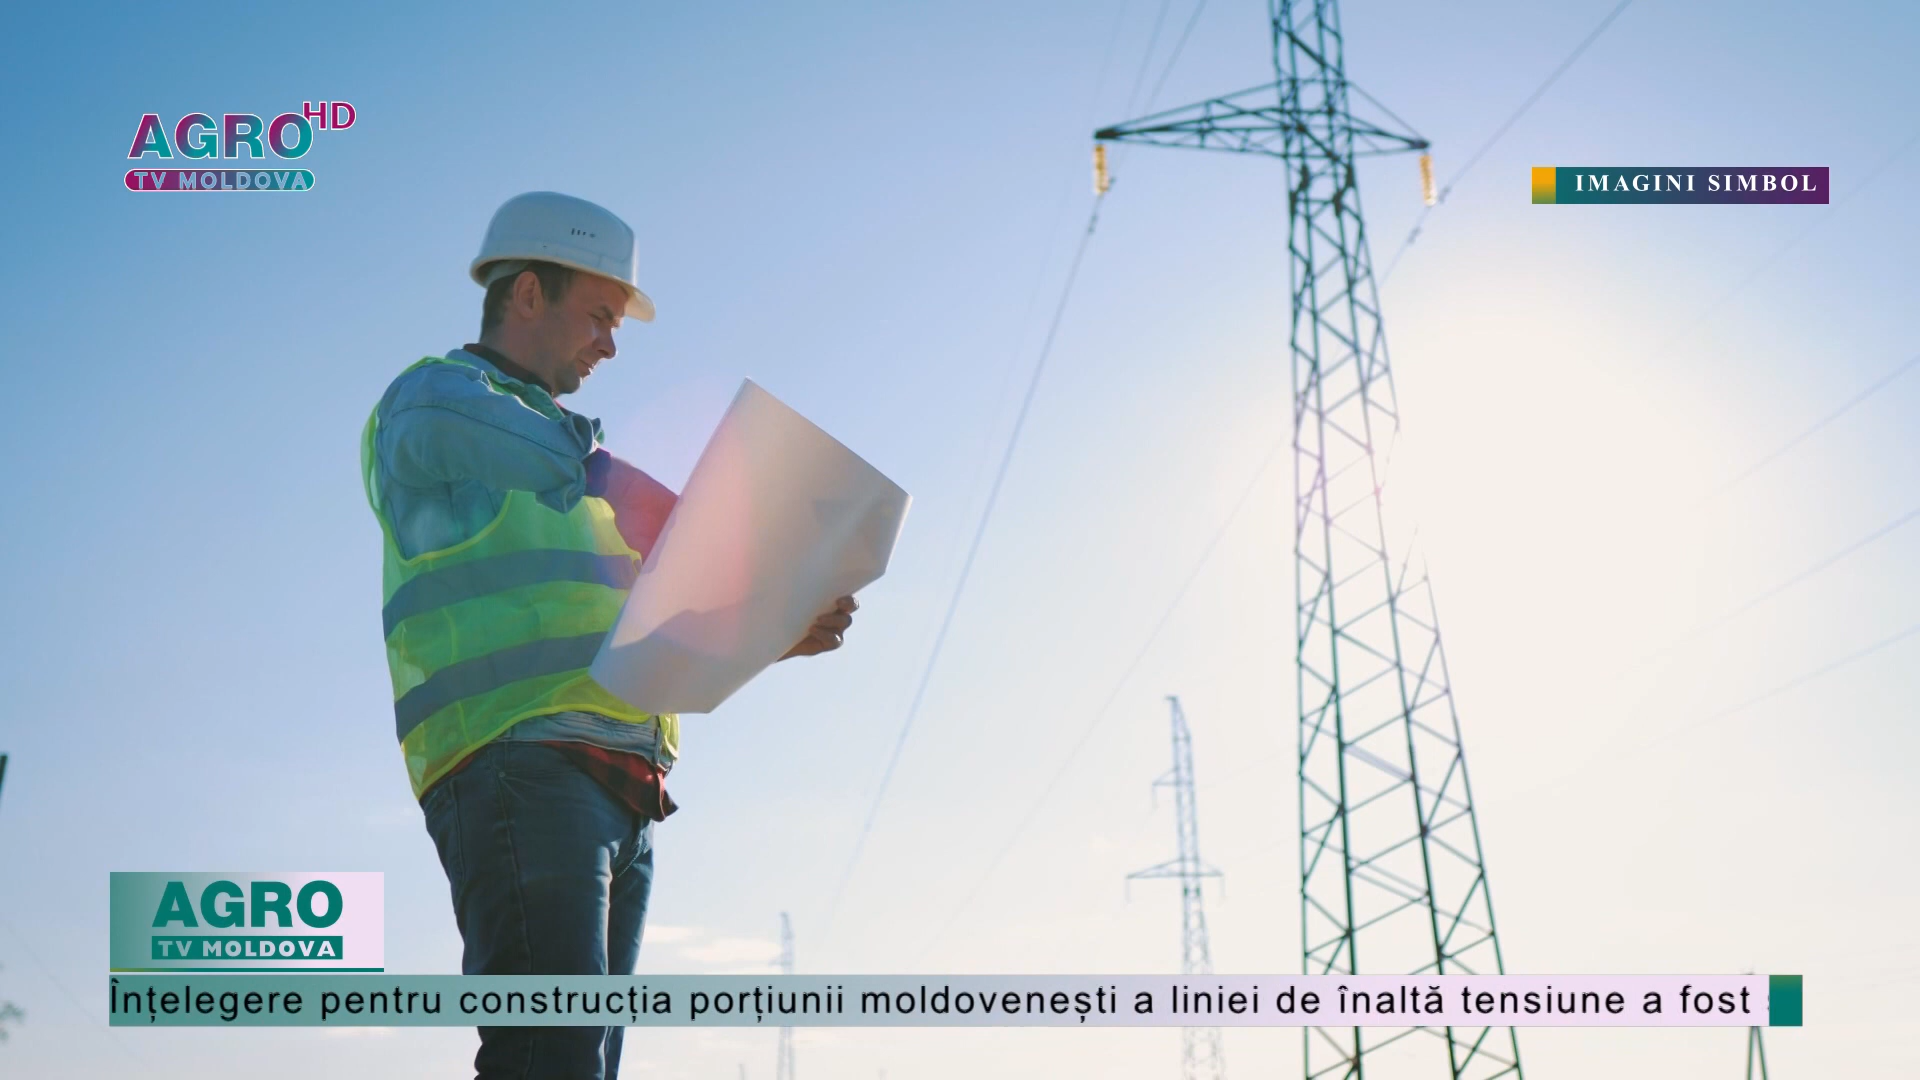 AGRO HD
TV MOLDOVA
IMAGINI SIMBOL
AGRO
TV MOLDOVA
Înțelegere pentru construcția porțiunii moldovenești a liniei de înaltă tensiune a fost